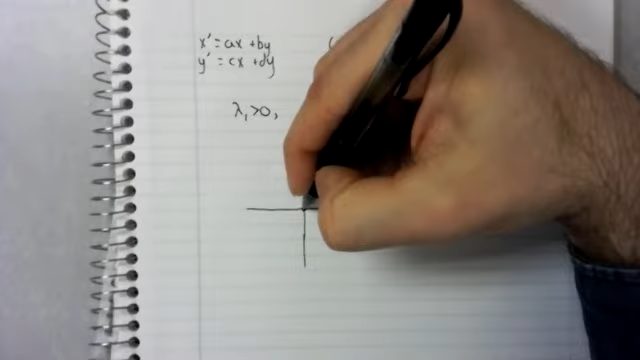 x' = ax + by
y' = cx + dy
λ₁ >0,